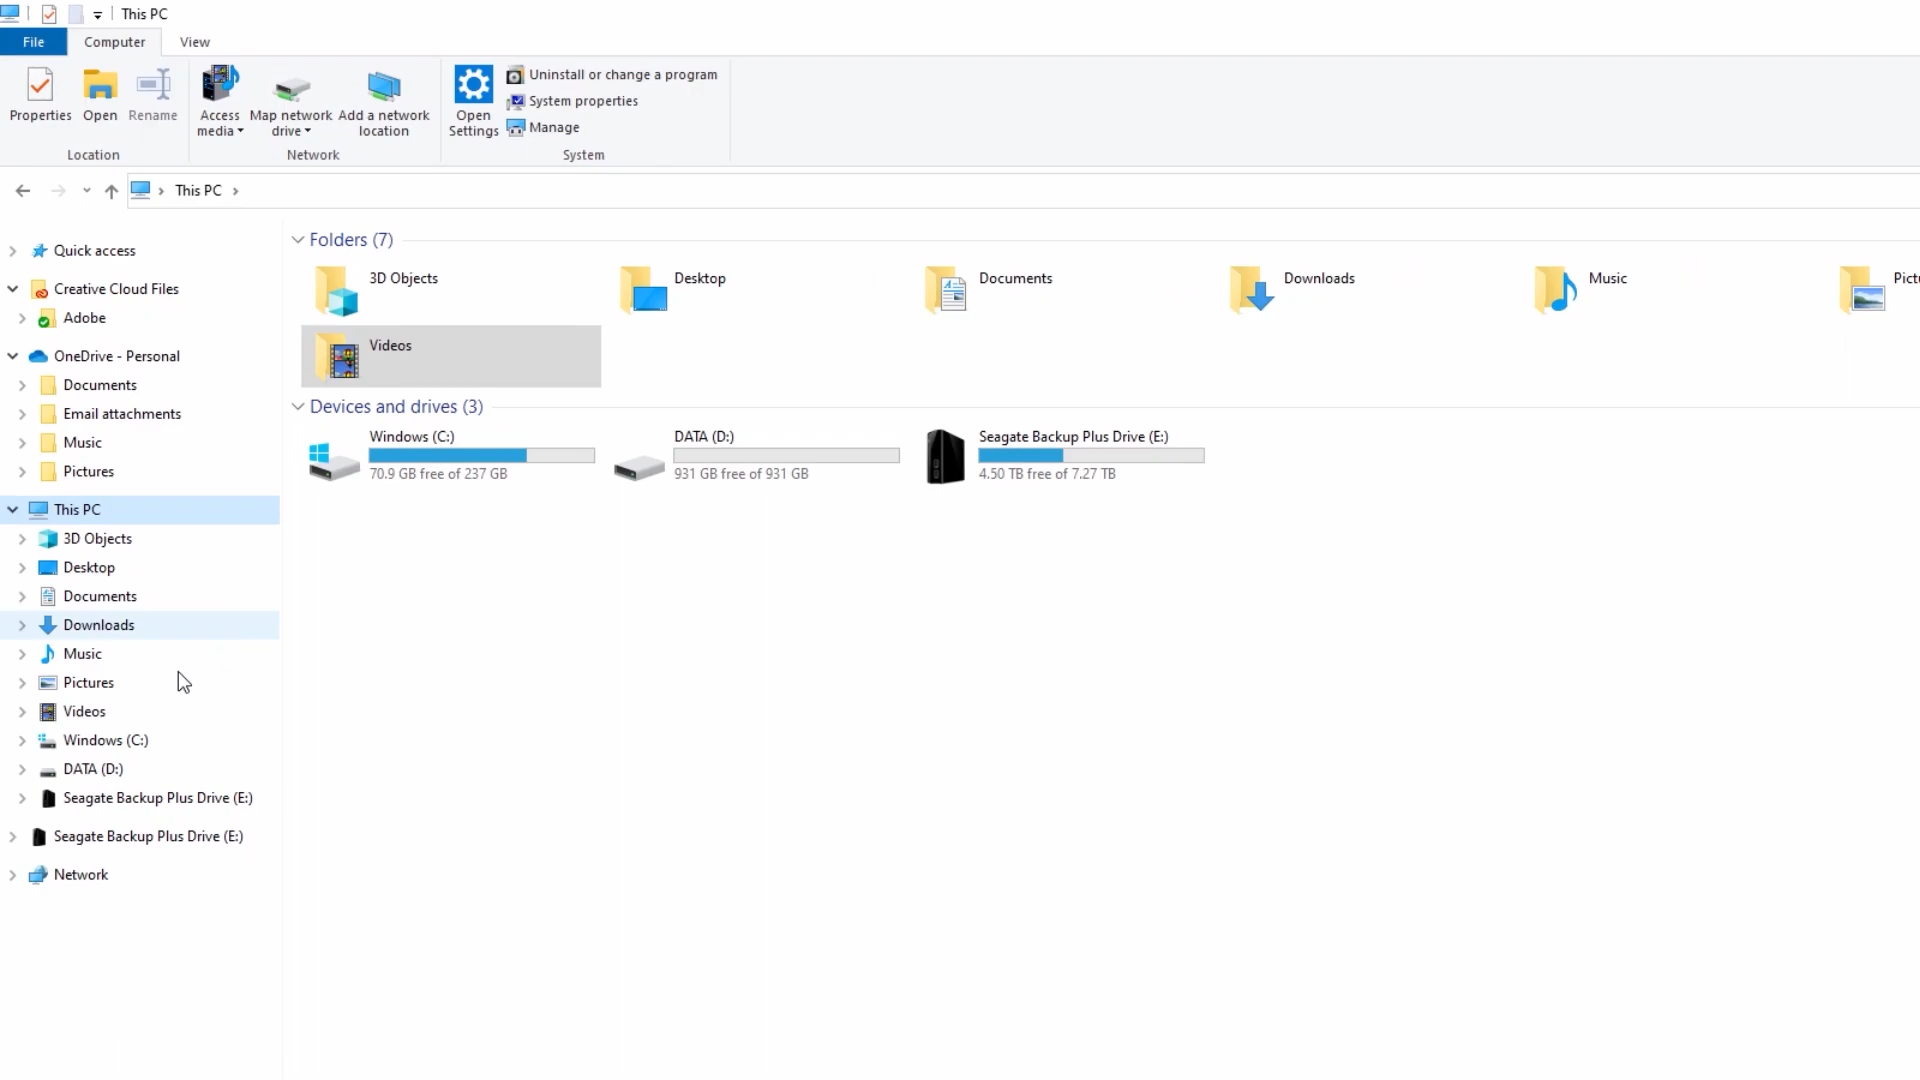 This PC
File Computer View
Properties Open Rename
Access media
Map network drive
Add a network location
Open Settings
Uninstall or change a program
System properties
Manage
Location Network System
This PC
Quick access
Creative Cloud Files
Adobe
OneDrive - Personal
Documents
Email attachments
Music
Pictures
This PC
3D Objects
Desktop
Documents
Downloads
Music
Pictures
Videos
Windows (C:)
DATA (D:)
Seagate Backup Plus Drive (E:)
Seagate Backup Plus Drive (E:)
Network
Folders (7)
3D Objects
Desktop
Documents
Downloads
Music
Pictu
Videos
Devices and drives (3)
Windows (C:)
70.9 GB free of 237 GB
DATA (D:)
931 GB free of 931 GB
Seagate Backup Plus Drive (E:)
4.50 TB free of 7.27 TB